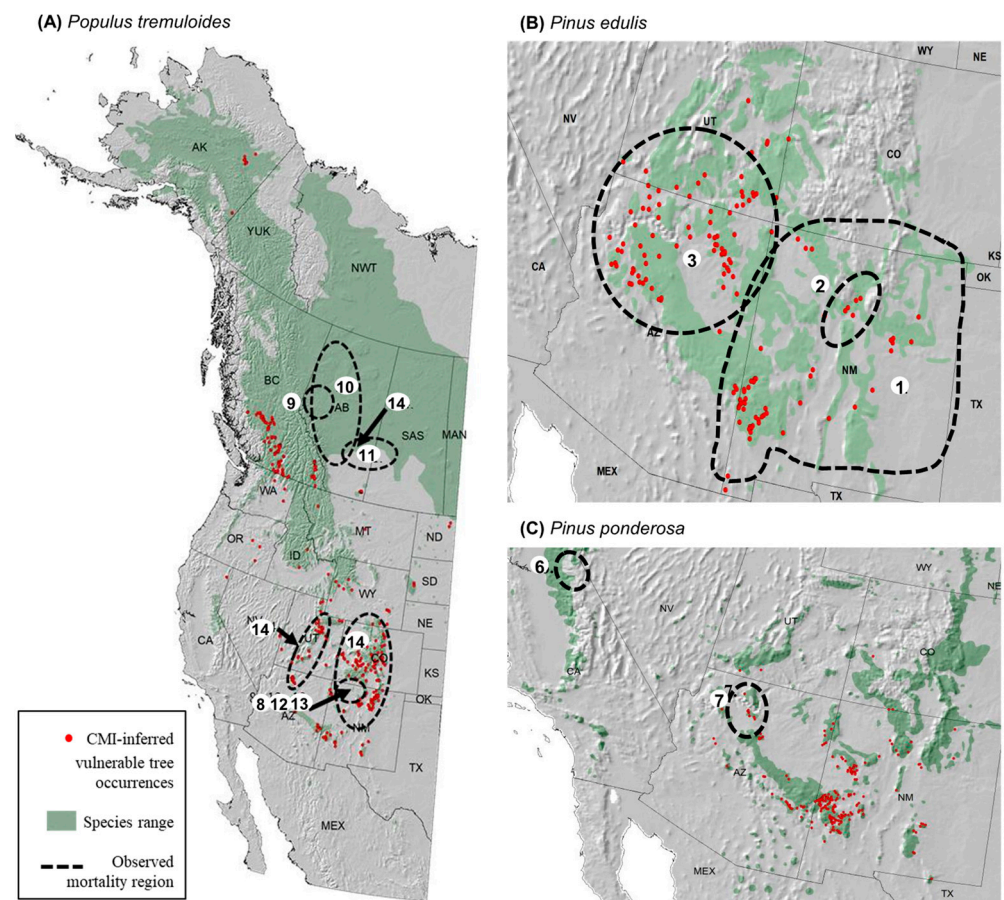 (A) Populus tremuloides
AK
YUK
NWT
BC
9
10
AB
14
SAS
MAN
11
WA
MT
ND
OR
ID
SD
WY
NE
14
NV
UT
14
CO
CA
KS
8 12 13
OK
AZ
NM
TX
MEX
CMI-inferred
vulnerable tree
occurrences
Species range
Observed
mortality region
(B) Pinus edulis
WY
NE
NV
UT
CO
CA
3
2
KS
OK
AZ
NM
1.
TX
MEX
TX
(C) Pinus ponderosa
6
WY
NE
NV
UT
CA
CO
7
AZ
NM
MEX
TX